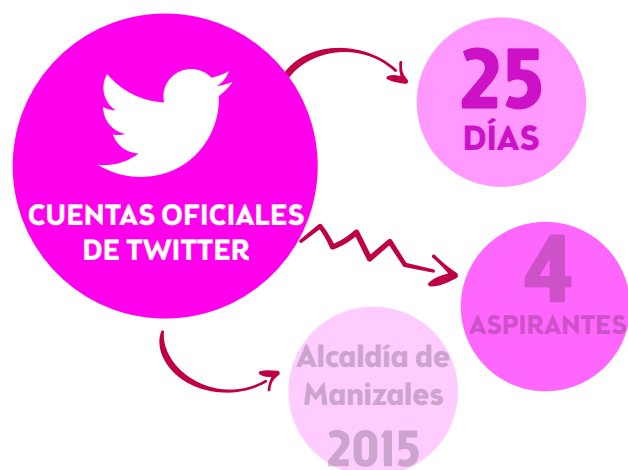 CUENTAS OFICIALES
DE TWITTER
25
DÍAS
4
ASPIRANTES
Alcaldía de
Manizales
2015